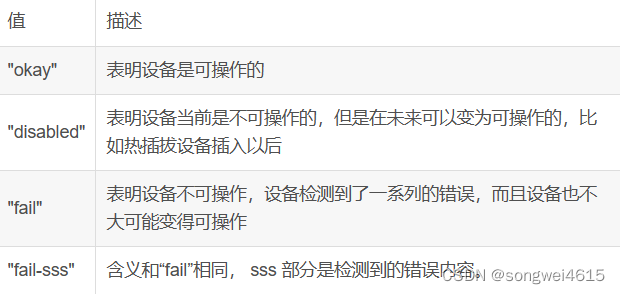 值 描述
"okay" 表明设备是可操作的
"disabled" 表明设备当前是不可操作的，但是在未来可以变为可操作的，比
如热插拔设备插入以后
"fail" 表明设备不可操作，设备检测到了一系列的错误，而且设备也不
大可能变得可操作
"fail-sss" 含义和“fail”相同， sss 部分是检测到的错误内容。
CSDN @songwei4615